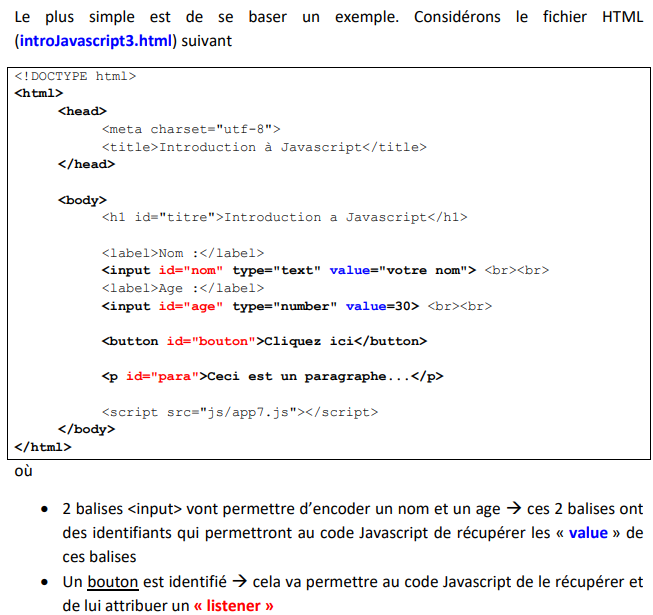 Le plus simple est de se baser un exemple. Considérons le fichier HTML
(introJavascript3.html) suivant
<!DOCTYPE html>
<html>
<head>
<meta charset="utf-8">
<title>Introduction à Javascript</title>
</head>
<body>
<h1 id="titre">Introduction a Javascript</h1>
<label>Nom :</label>
<input id="nom" type="text" value="votre nom"> <br><br>
<label>Age :</label>
<input id="age" type="number" value=30> <br><br>
<button id="bouton">Cliquez ici</button>
<p id="para">Ceci est un paragraphe...</p>
<script src="js/app7.js"></script>
</body>
</html>
où
• 2 balises <input> vont permettre d’encoder un nom et un age → ces 2 balises ont
des identifiants qui permettront au code Javascript de récupérer les « value » de
ces balises
• Un bouton est identifié → cela va permettre au code Javascript de le récupérer et
de lui attribuer un « listener »